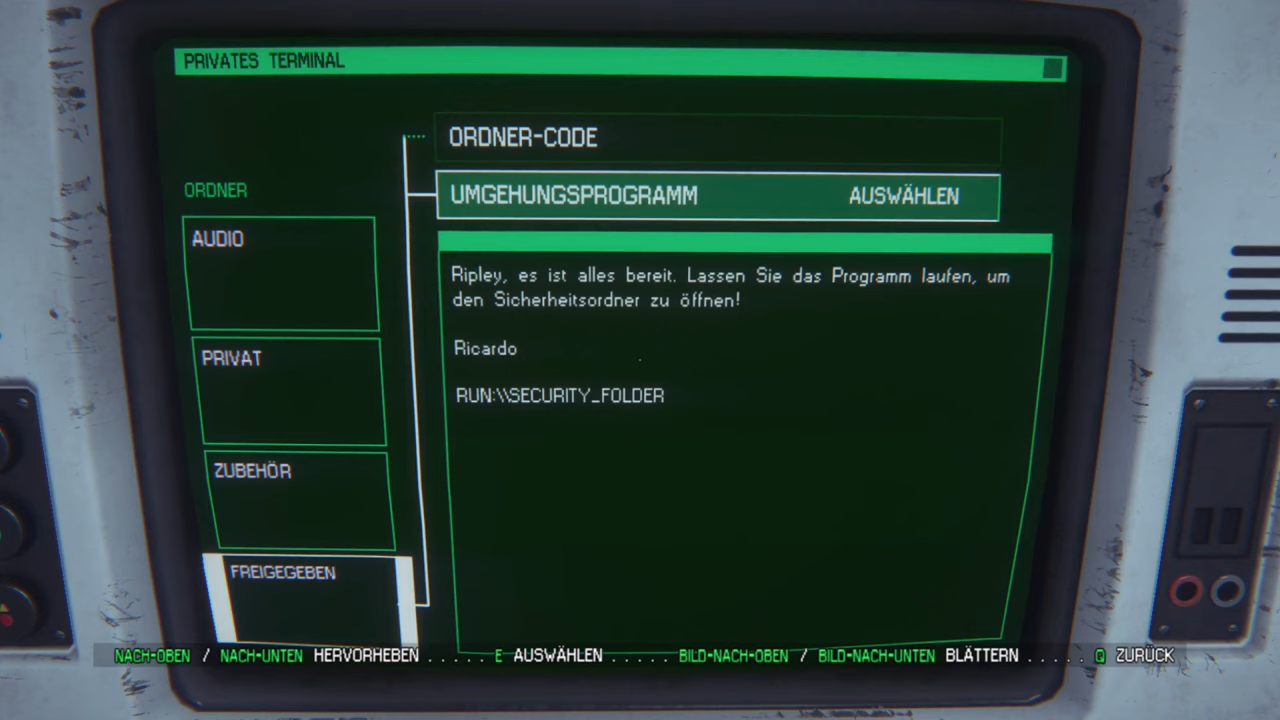 PRIVATES TERMINAL
ORDNER
AUDIO
PRIVAT
ZUBEHÖR
FREIGEGEBEN
ORDNER-CODE
UMGEHUNGSPROGRAMM AUSWÄHLEN
Ripley, es ist alles bereit. Lassen Sie das Programm laufen, um
den Sicherheitsordner zu öffnen!
Ricardo
RUN:\\SECURITY_FOLDER
NACH-OBEN / NACH-UNTEN HERVORHEBEN ..... E AUSWÄHLEN ..... BILD-NACH-OBEN / BILD-NACH-UNTEN BLÄTTERN ..... Q ZURÜCK